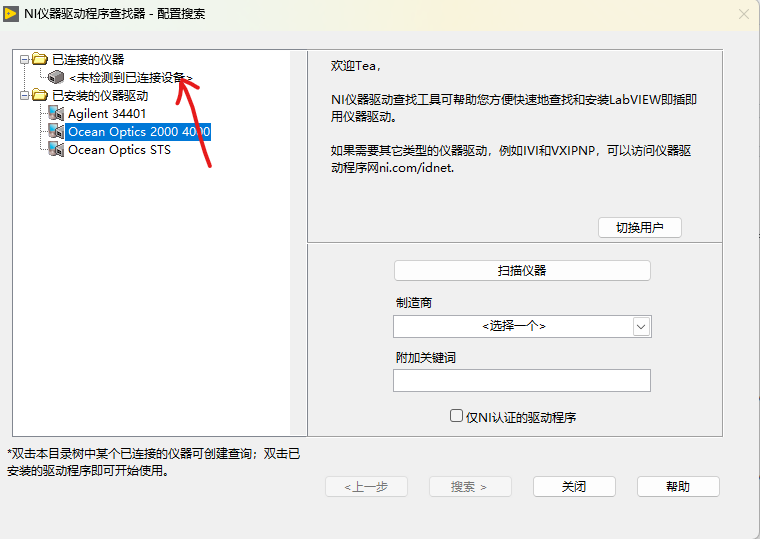 NI仪器驱动程序查找器 - 配置搜索
已连接的仪器
<未检测到已连接设备>
已安装的仪器驱动
Agilent 34401
Ocean Optics 2000 4000
Ocean Optics STS
欢迎Tea，
NI仪器驱动查找工具可帮助您方便快速地查找和安装LabVIEW即插即
用仪器驱动。
如果需要其它类型的仪器驱动，例如IVI和VXIPNP，可以访问仪器驱
动程序网ni.com/idnet.
切换用户
扫描仪器
制造商
<选择一个>
附加关键词
仅NI认证的驱动程序
*双击本目录树中某个已连接的仪器可创建查询；双击已
安装的驱动程序即可开始使用。
<上一步
搜索 >
关闭
帮助